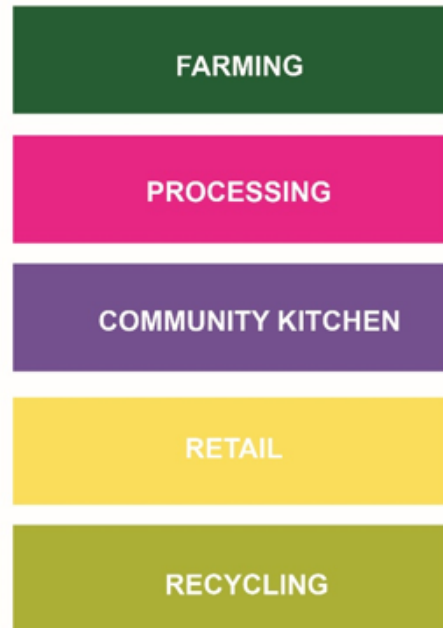 FARMING
PROCESSING
COMMUNITY KITCHEN
RETAIL
RECYCLING